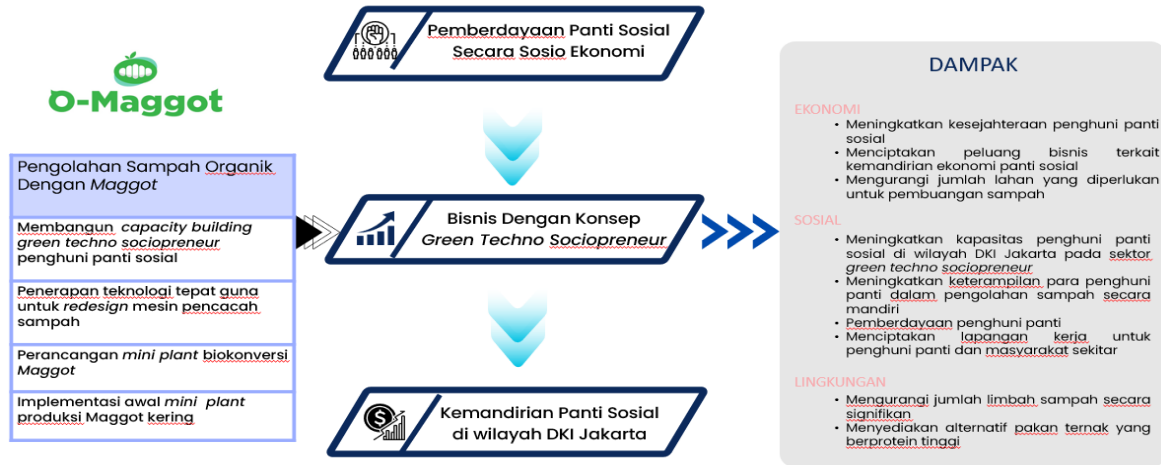 O-Maggot
Pengolahan Sampah Organik
Dengan Maggot
Membangun capacity building
green techno sociopreneur
penghuni panti sosial
Penerapan teknologi tepat guna
untuk redesign mesin pencacah
sampah
Perancangan mini plant biokonversi
Maggot
Implementasi awal mini plant
produksi Maggot kering
Pemberdayaan Panti Sosial
Secara Sosio Ekonomi
Bisnis Dengan Konsep
Green Techno Sociopreneur
Kemandirian Panti Sosial
di wilayah DKI Jakarta
DAMPAK
EKONOMI
• Meningkatkan kesejahteraan penghuni panti
sosial
• Menciptakan peluang bisnis terkait
kemandirian ekonomi panti sosial
• Mengurangi jumlah lahan yang diperlukan
untuk pembuangan sampah
SOSIAL
• Meningkatkan kapasitas penghuni panti
sosial di wilayah DKI Jakarta pada sektor
green techno sociopreneur
• Meningkatkan keterampilan para penghuni
panti dalam pengolahan sampah secara
mandiri
• Pemberdayaan penghuni panti
• Menciptakan lapangan kerja untuk
penghuni panti dan masyarakat sekitar
LINGKUNGAN
• Mengurangi jumlah limbah sampah secara
signifikan
• Menyediakan alternatif pakan ternak yang
berprotein tinggi